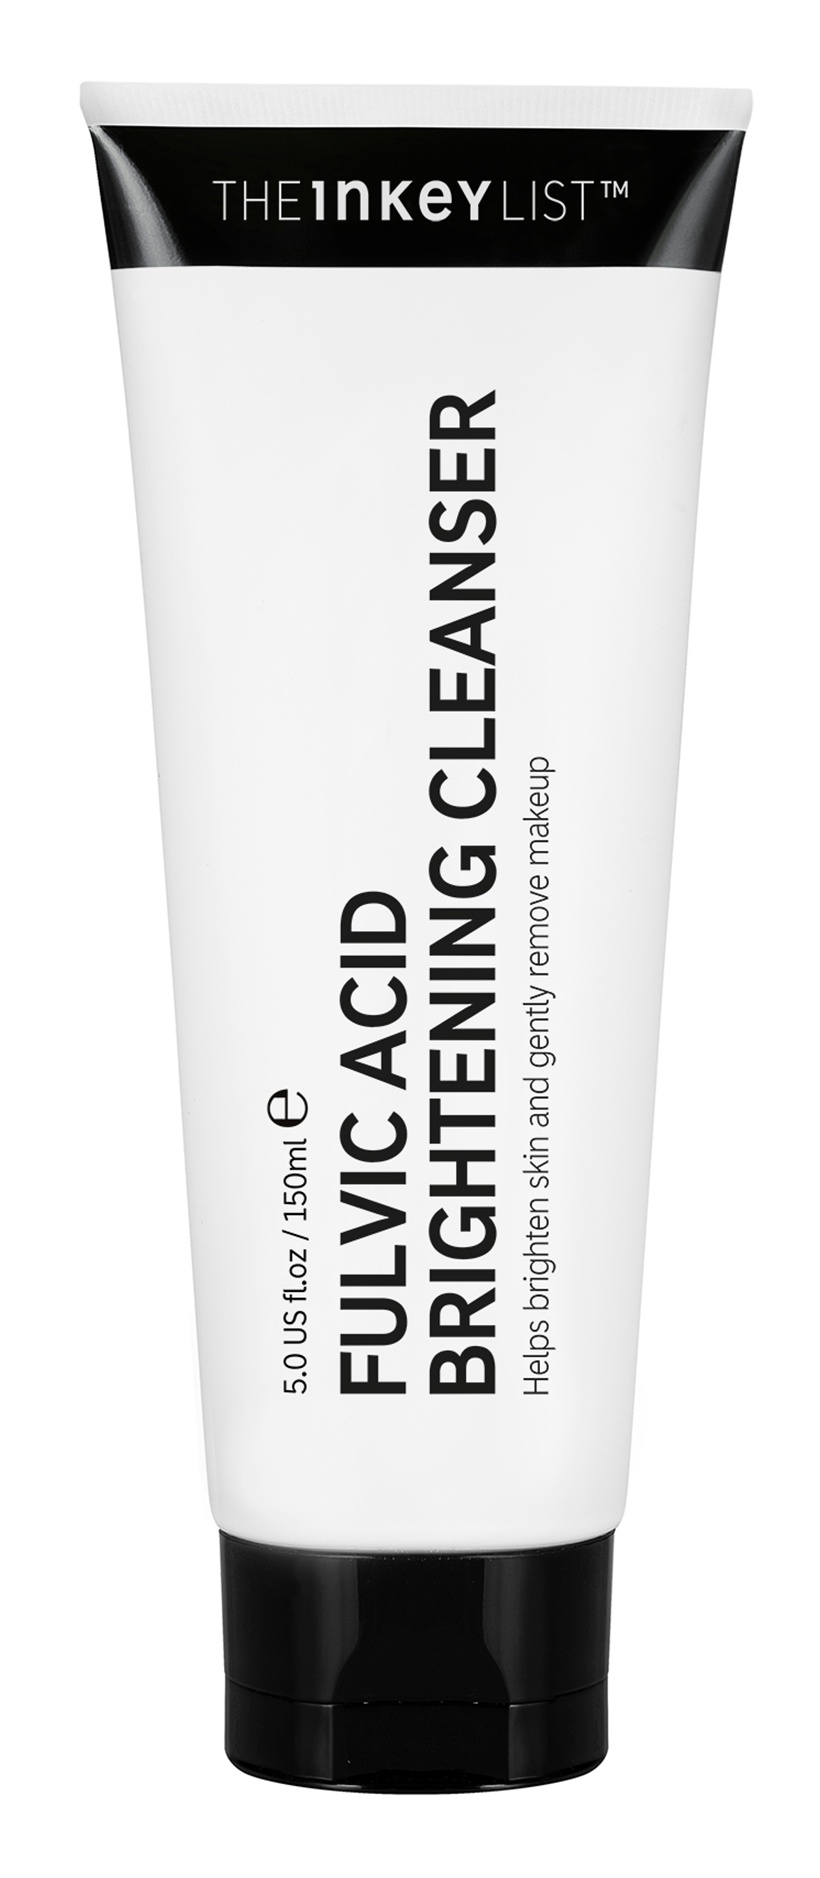 THE INKEY LIST™
5.0 US fl.oz / 150ml ℮
FULVIC ACID
BRIGHTENING CLEANSER
Helps brighten skin and gently remove makeup